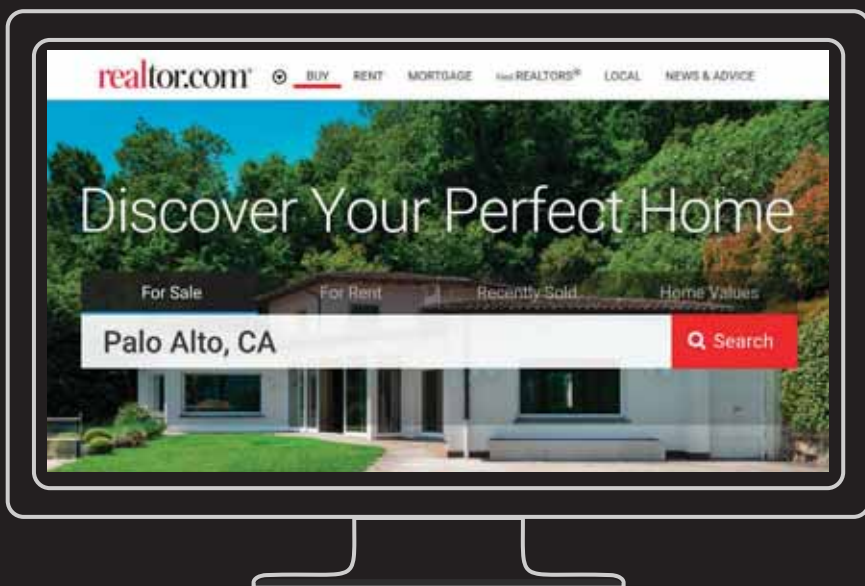 realtor.com® BUY RENT MORTGAGE Find REALTORS® LOCAL NEWS & ADVICE
Discover Your Perfect Home
For Sale For Rent Recently Sold Home Values
Palo Alto, CA Search